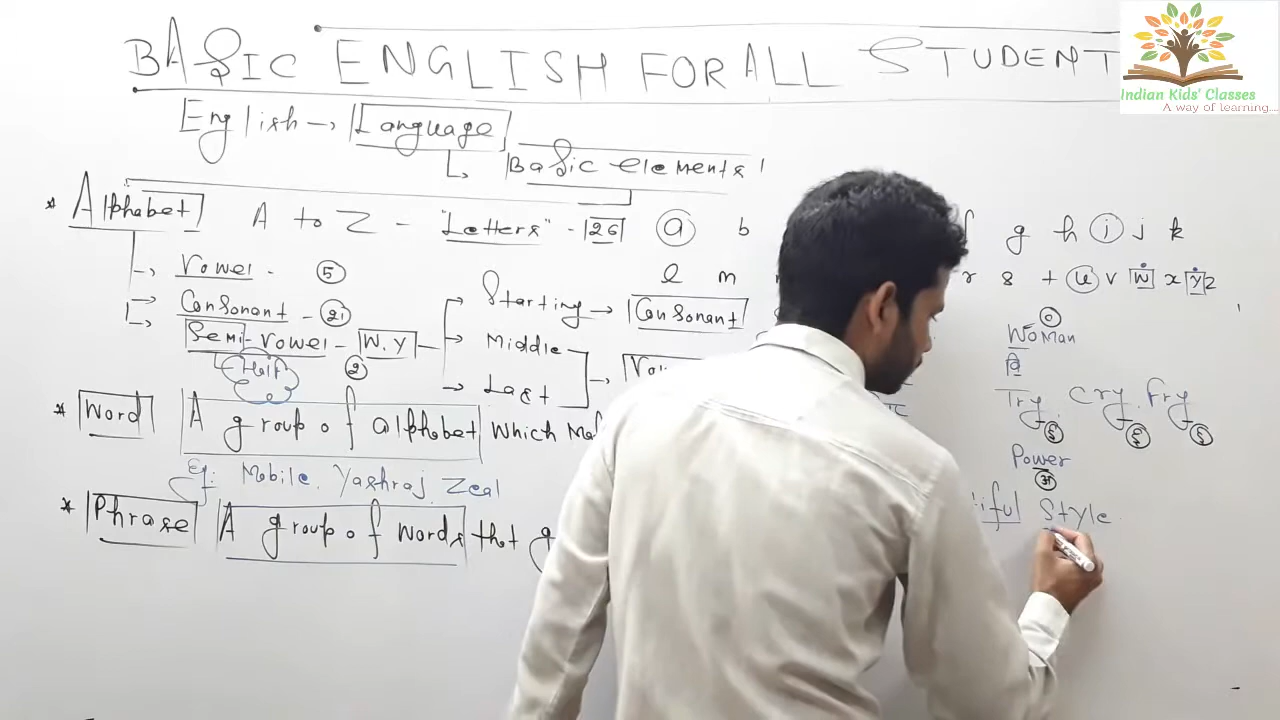 BASIC ENGLISH FOR ALL STUDENT
Indian Kids' Classes
A way of learning....
English → Language
Basic elements
* Alphabet A to Z - "Letters" - 26 a b g h i j k
l m r s t u v w x y z
→ Vowel - 5
→ Consonant - 21
Semi-vowel - W.Y 2
Half
Starting → Consonant
Middle
→ Last
Woman
वि
Try. Cry. Fry
Power
अ
* Word A group of alphabet which
Eg. Mobile. Yashraj. Zeal
* Phrase A group of words that
Style.